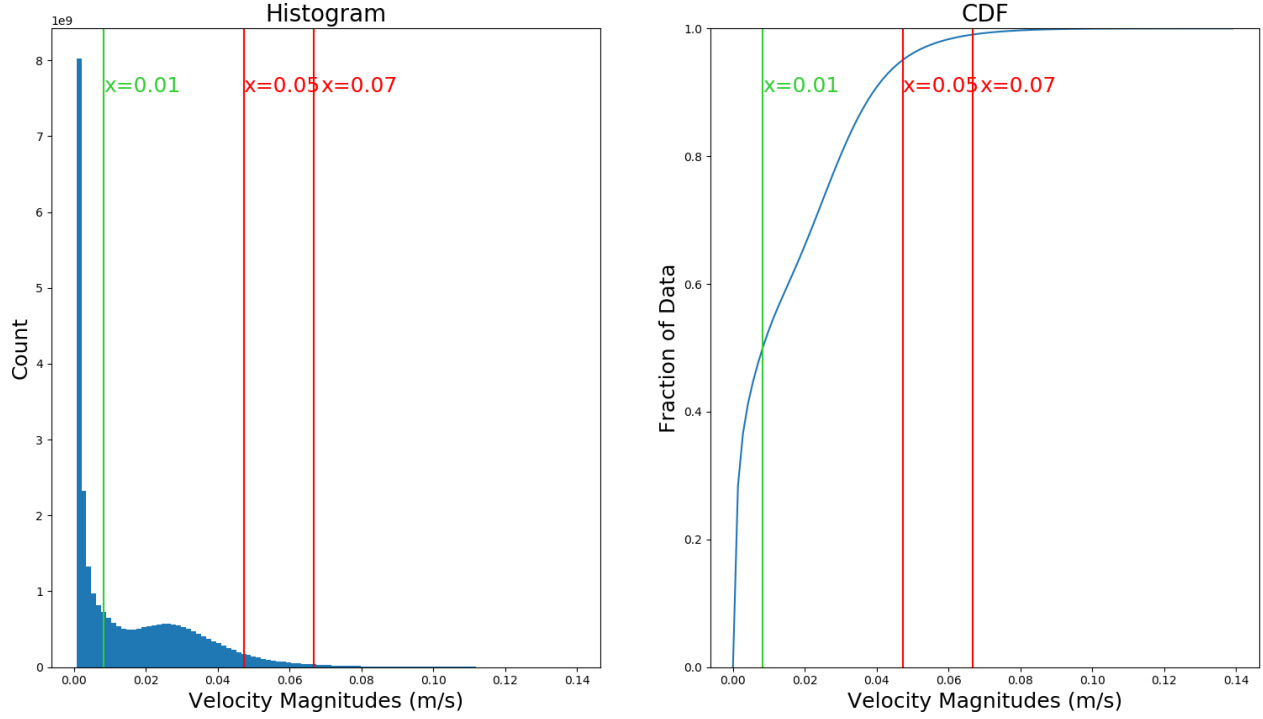 Histogram
1e9
8
7
6
5
4
3
2
1
0
Count
x=0.01
x=0.05
x=0.07
0.00 0.02 0.04 0.06 0.08 0.10 0.12 0.14
Velocity Magnitudes (m/s)
CDF
1.0
0.8
0.6
0.4
0.2
0.0
Fraction of Data
x=0.01
x=0.05
x=0.07
0.00 0.02 0.04 0.06 0.08 0.10 0.12 0.14
Velocity Magnitudes (m/s)